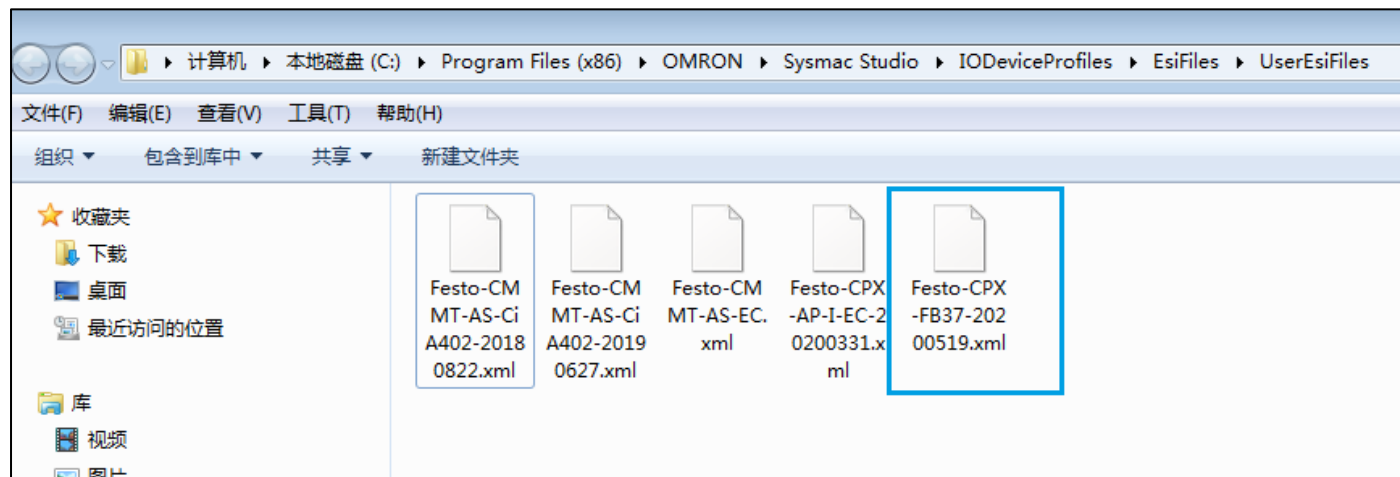 计算机 本地磁盘 (C:) Program Files (x86) OMRON Sysmac Studio IODeviceProfiles EsiFiles UserEsiFiles
文件(F) 编辑(E) 查看(V) 工具(T) 帮助(H)
组织 包含到库中 共享 新建文件夹
收藏夹
下载
桌面
最近访问的位置
库
视频
图片
Festo-CM
MT-AS-Ci
A402-2018
0822.xml
Festo-CM
MT-AS-Ci
A402-2019
0627.xml
Festo-CM
MT-AS-EC.
xml
Festo-CPX
-AP-I-EC-2
0200331.x
ml
Festo-CPX
-FB37-202
00519.xml